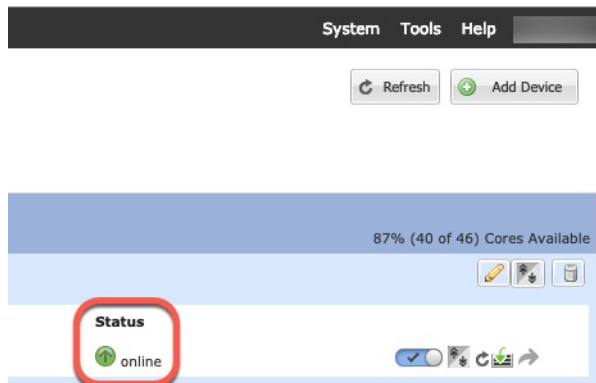 System Tools Help
Refresh Add Device
87% (40 of 46) Cores Available
Status
online